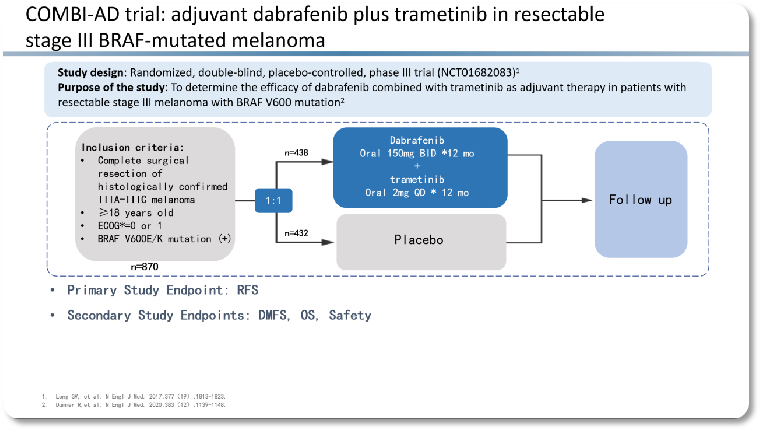 COMBI-AD trial: adjuvant dabrafenib plus trametinib in resectable
stage III BRAF-mutated melanoma
Study design: Randomized, double-blind, placebo-controlled, phase III trial (NCT01682083)²
Purpose of the study: To determine the efficacy of dabrafenib combined with trametinib as adjuvant therapy in patients with
resectable stage III melanoma with BRAF V600 mutation²
Inclusion criteria:
• Complete surgical
resection of
histologically confirmed
IIIA-IIIC melanoma
• ≥18 years old
• ECOG*=0 or 1
• BRAF V600E/K mutation (+)
n=870
1:1
n=438
Dabrafenib
Oral 150mg BID *12 mo
+
trametinib
Oral 2mg QD * 12 mo
n=432
Placebo
Follow up
• Primary Study Endpoint: RFS
• Secondary Study Endpoints: DMFS, OS, Safety
1. Long GV, et al. N Engl J Med. 2017.377 (19) :1813-1823.
2. Dummer R, et al. N Engl J Med. 2020.383 (12) :1139-1148.